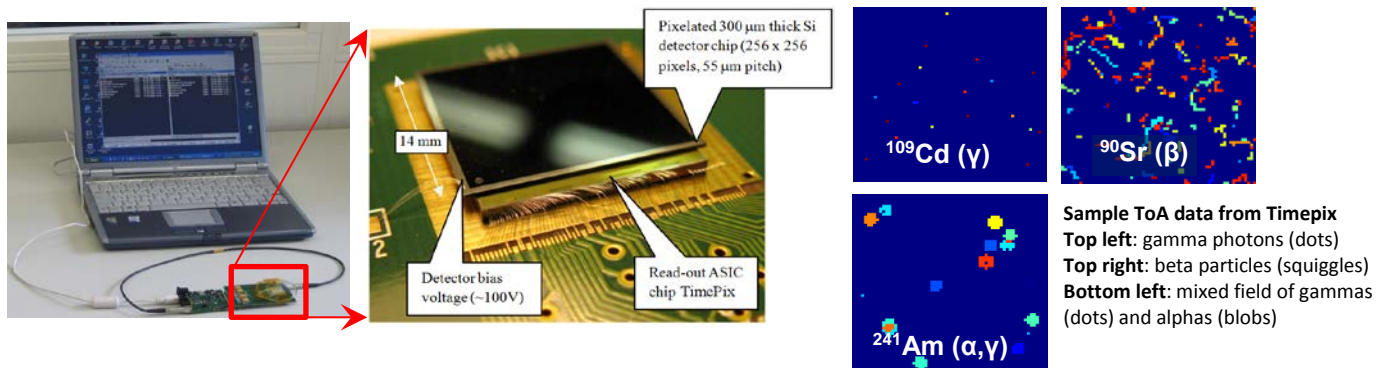 Pixelated 300 μm thick Si
detector chip (256 x 256
pixels, 55 μm pitch)
14 mm
2
Detector bias
voltage (~100V)
Read-out ASIC
chip TimePix
¹⁰⁹Cd (γ)
⁹⁰Sr (β)
²⁴¹Am (α,γ)
Sample ToA data from Timepix
Top left: gamma photons (dots)
Top right: beta particles (squiggles)
Bottom left: mixed field of gammas
(dots) and alphas (blobs)